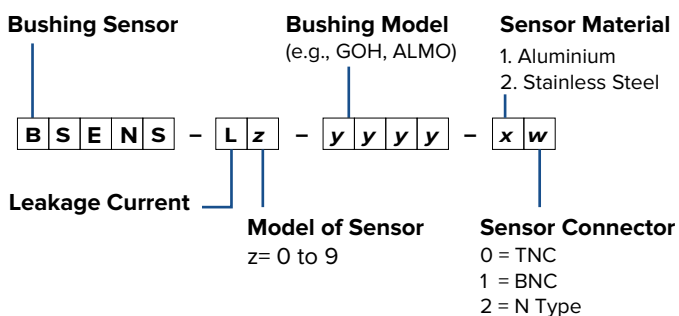 Bushing Sensor
Bushing Model
(e.g., GOH, ALMO)
Sensor Material
1. Aluminium
2. Stainless Steel
B S E N S – L z – y y y y – x w
Leakage Current
Model of Sensor
z= 0 to 9
Sensor Connector
0 = TNC
1 = BNC
2 = N Type